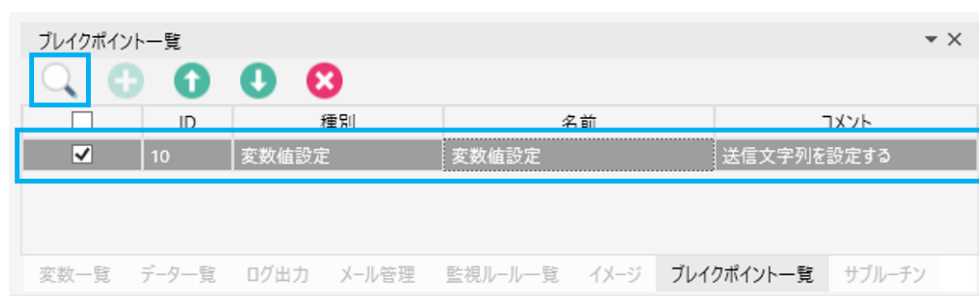 ブレイクポイント一覧
ID 種別 名前 コメント
10 変数値設定 変数値設定 送信文字列を設定する
変数一覧 データ一覧 ログ出力 メール管理 監視ルール一覧 イメージ ブレイクポイント一覧 サブルーチン